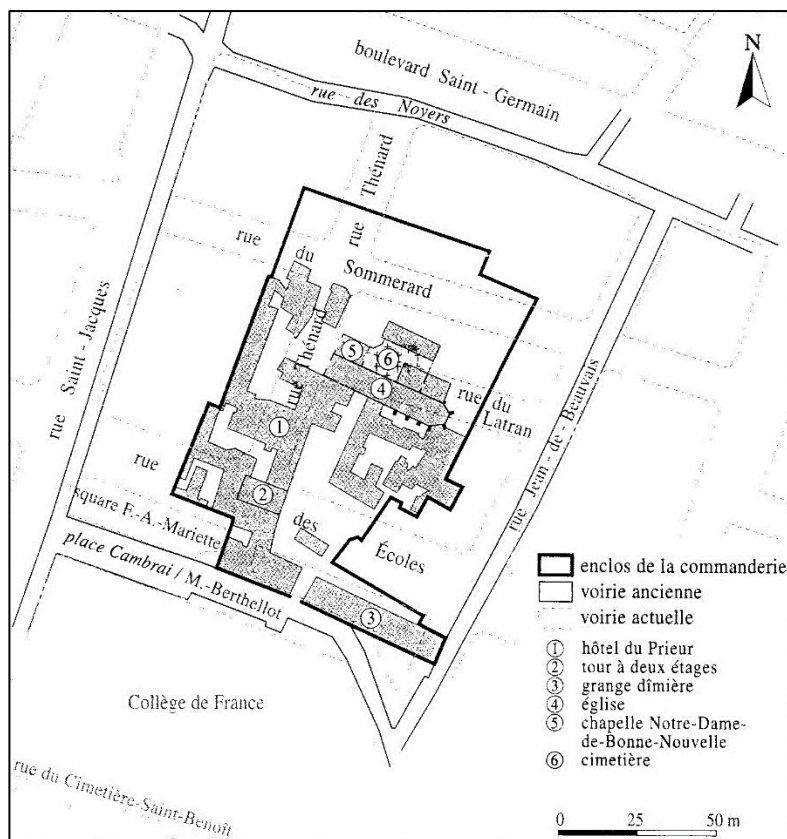 boulevard Saint - Germain
N
rue des Noyers
rue Thénard
rue
du
Sommerard
rue Saint - Jacques
rue Thénard
5
6
4
rue du
Latran
rue Jean - de - Beauvais
1
rue
2
square F.-A.-Mariette
des
Écoles
place Cambrai / M.-Berthellot
3
Collège de France
rue du Cimetière-Saint-Benoît
enclos de la commanderie
voirie ancienne
voirie actuelle
1 hôtel du Prieur
2 tour à deux étages
3 grange dîmière
4 église
5 chapelle Notre-Dame-
de-Bonne-Nouvelle
6 cimetière
0 25 50 m